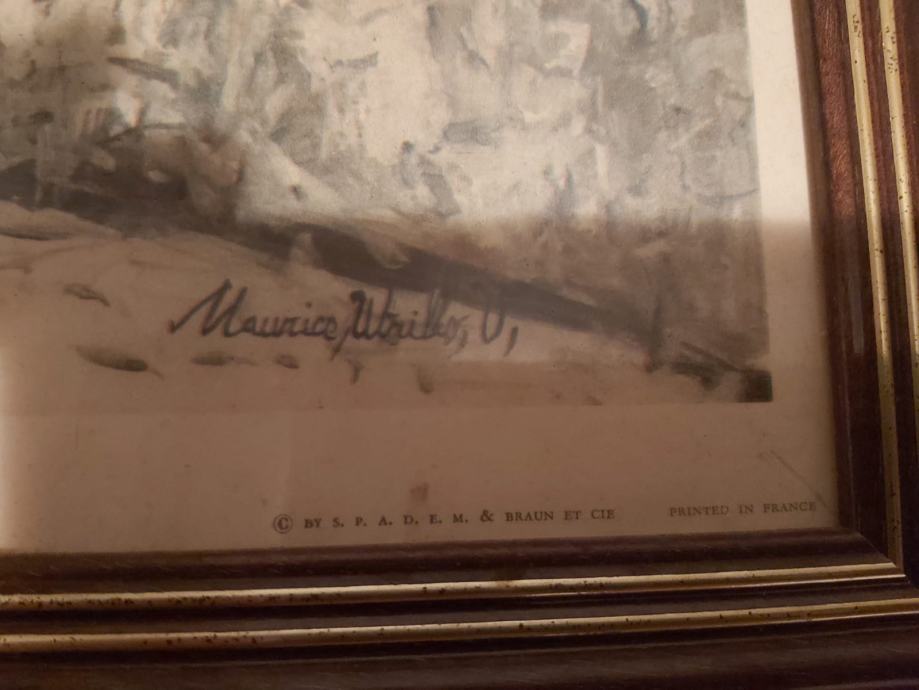 Maurice, Utrillo, V,
© BY S. P. A. D. E. M. & BRAUN ET CIE PRINTED IN FRANCE